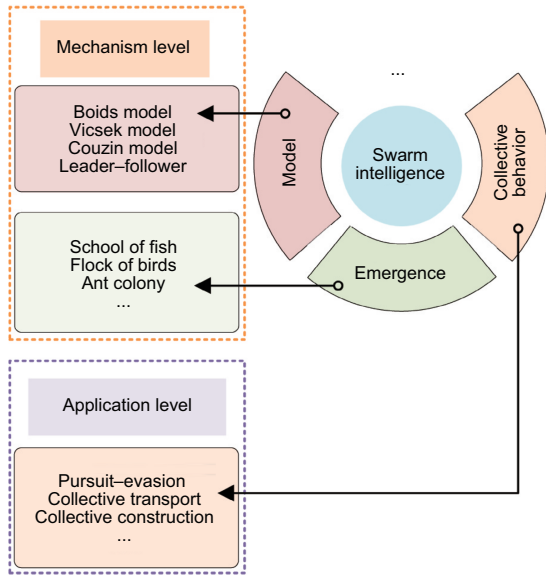 Mechanism level
Boids model
Vicsek model
Couzin model
Leader–follower
School of fish
Flock of birds
Ant colony
...
...
Model
Swarm
intelligence
Collective
behavior
Emergence
Application level
Pursuit–evasion
Collective transport
Collective construction
...